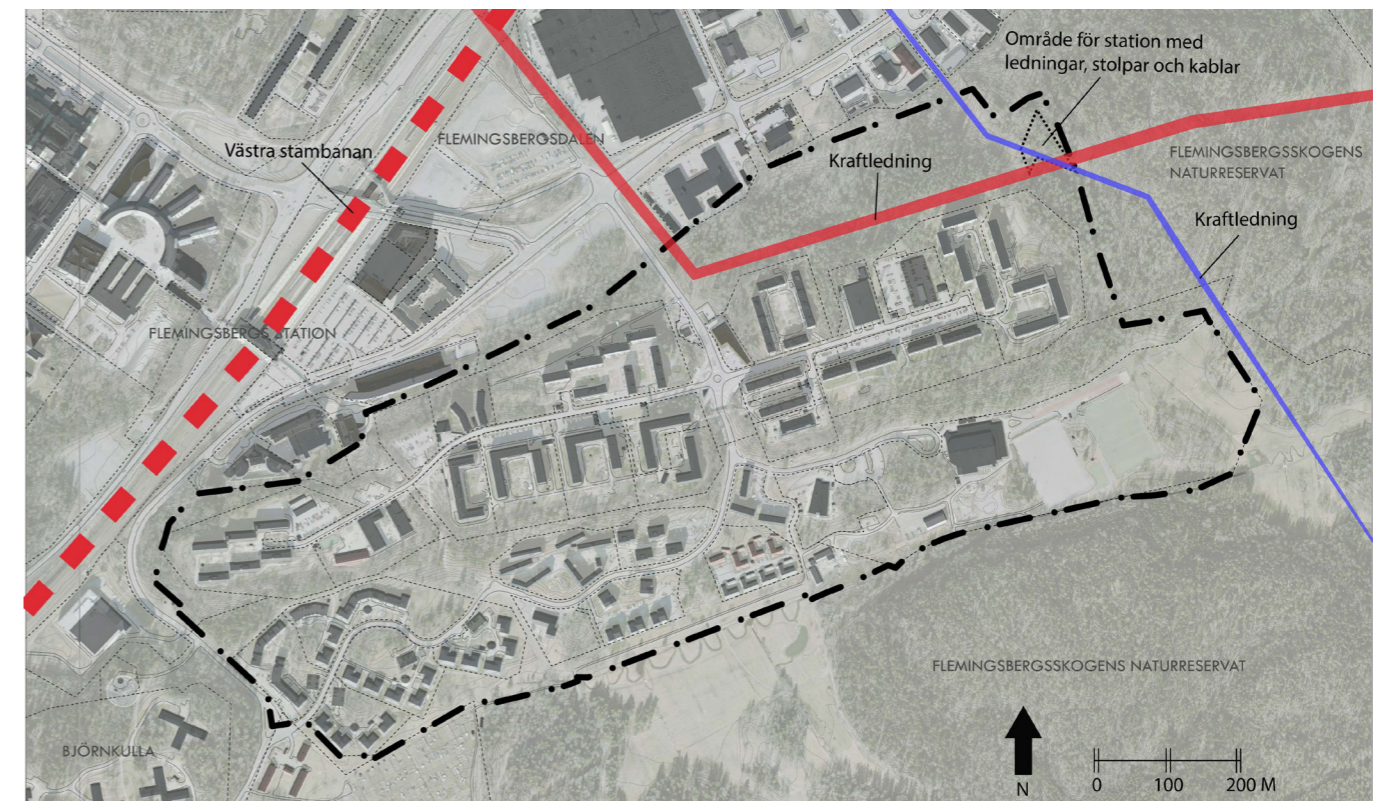 Område för station med
ledningar, stolpar och kablar
FLEMINGSBERGSDALEN
Västra stambanan
Kraftledning
FLEMINGSBERGSSKOGENS
NATURRESERVAT
Kraftledning
FLEMINGSBERGS STATION
FLEMINGSBERGSSKOGENS NATURRESERVAT
BJÖRNKULLA
N
0 100 200 M